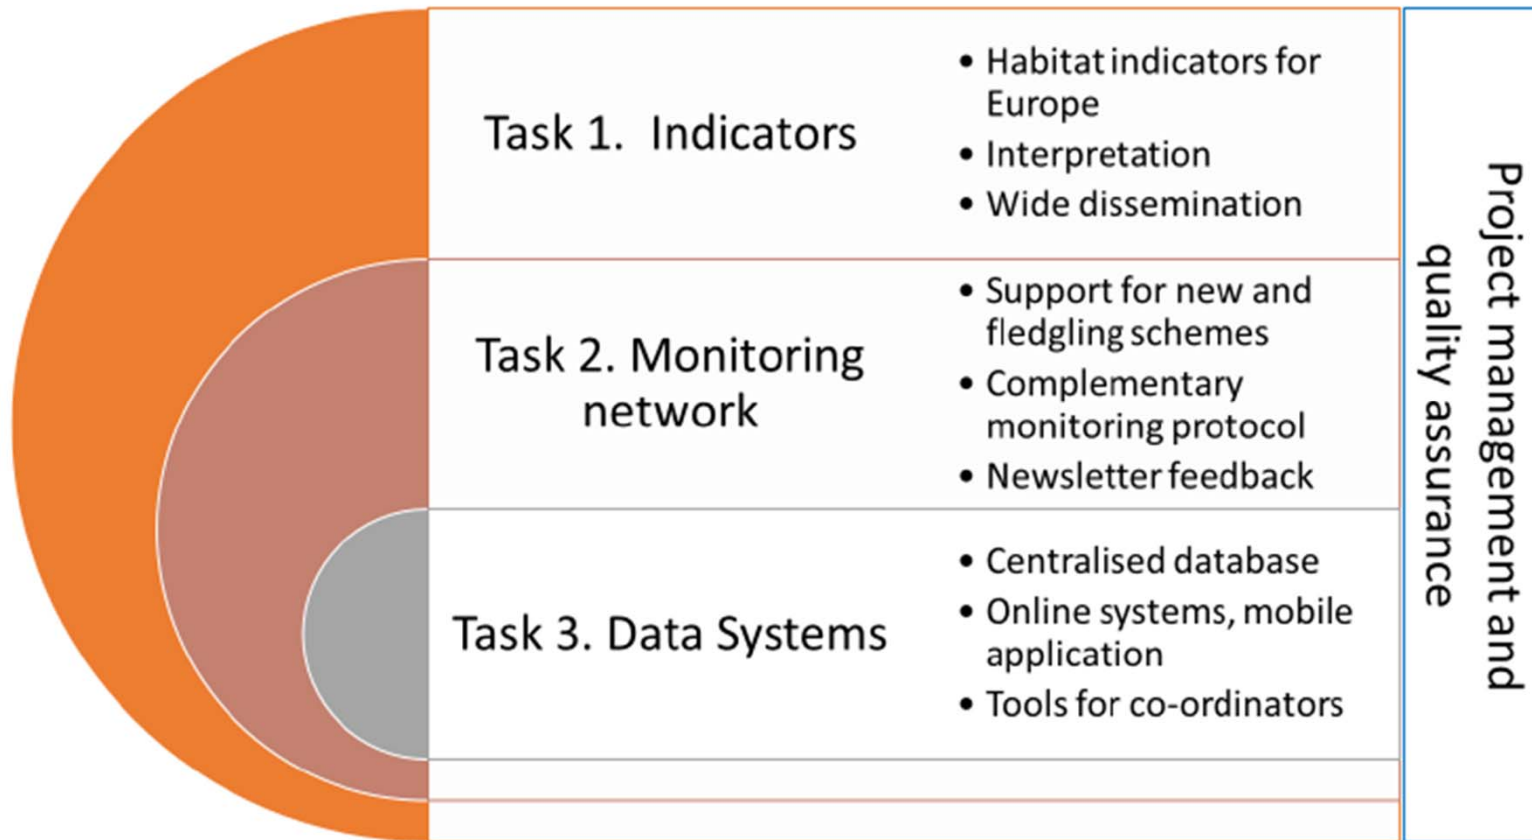 Task 1.  Indicators
• Habitat indicators for
Europe
• Interpretation
• Wide dissemination
Task 2. Monitoring
network
• Support for new and
fledgling schemes
• Complementary
monitoring protocol
• Newsletter feedback
Task 3. Data Systems
• Centralised database
• Online systems, mobile
application
• Tools for co-ordinators
Project management and
quality assurance